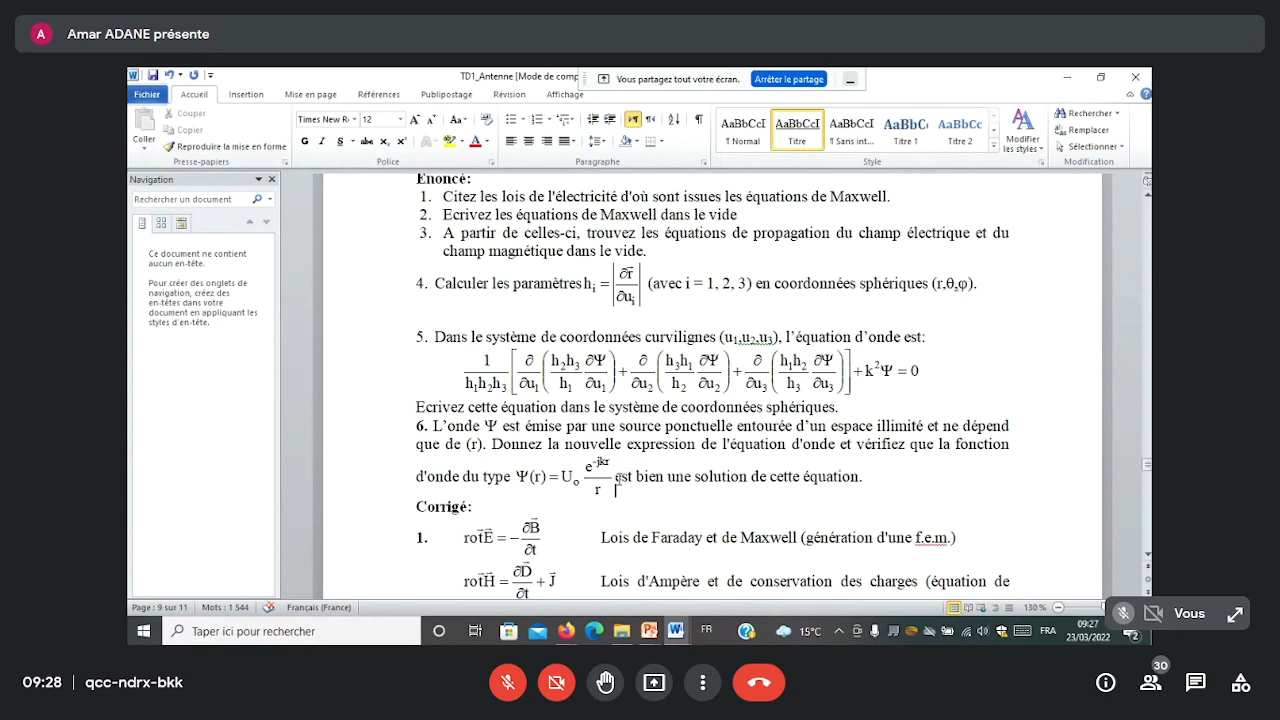 A Amar ADANE présente
TD1_Antenne [Mode de comp
Vous partagez tout votre écran. Arrêter le partage
Fichier Accueil Insertion Mise en page Références Publipostage Révision Affichage
Coller
Couper
Copier
Reproduire la mise en forme
Presse-papiers
Times New R 12
G I S abc x₂ x²
Police
Paragraphe
AaBbCcI AaBbCcI AaBbCcI AaBbC AaBbCc
¶ Normal Titre ¶ Sans int... Titre 1 Titre 2
Style
Modifier les styles
Rechercher
Remplacer
Sélectionner
Modification
Navigation
Rechercher un document
Ce document ne contient
aucun en-tête.
Pour créer des onglets de
navigation, créez des
en-têtes dans votre
document en appliquant les
styles d'en-tête.
Enoncé:
1. Citez les lois de l'électricité d'où sont issues les équations de Maxwell.
2. Ecrivez les équations de Maxwell dans le vide
3. A partir de celles-ci, trouvez les équations de propagation du champ électrique et du
champ magnétique dans le vide.
4. Calculer les paramètres hᵢ = |∂r⃗/∂uᵢ| (avec i = 1, 2, 3) en coordonnées sphériques (r,θ,φ).
5. Dans le système de coordonnées curvilignes (u₁,u₂,u₃), l’équation d’onde est:
1/(h₁h₂h₃) [∂/∂u₁ (h₂h₃/h₁ ∂Ψ/∂u₁) + ∂/∂u₂ (h₃h₁/h₂ ∂Ψ/∂u₂) + ∂/∂u₃ (h₁h₂/h₃ ∂Ψ/∂u₃)] + k²Ψ = 0
Ecrivez cette équation dans le système de coordonnées sphériques.
6. L’onde Ψ est émise par une source ponctuelle entourée d’un espace illimité et ne dépend
que de (r). Donnez la nouvelle expression de l'équation d'onde et vérifiez que la fonction
d'onde du type Ψ(r) = U₀ e^(-jkr)/r est bien une solution de cette équation.
Corrigé:
1. rot⃗E⃗ = −∂B⃗/∂t Lois de Faraday et de Maxwell (génération d'une f.e.m.)
rot⃗H⃗ = ∂D⃗/∂t + J⃗ Lois d'Ampère et de conservation des charges (équation de
Page : 9 sur 11 Mots : 1 544 Français (France) 130 %
Vous
Taper ici pour rechercher
FR 15°C FRA 09:27
23/03/2022
2
09:28 | qcc-ndrx-bkk
30